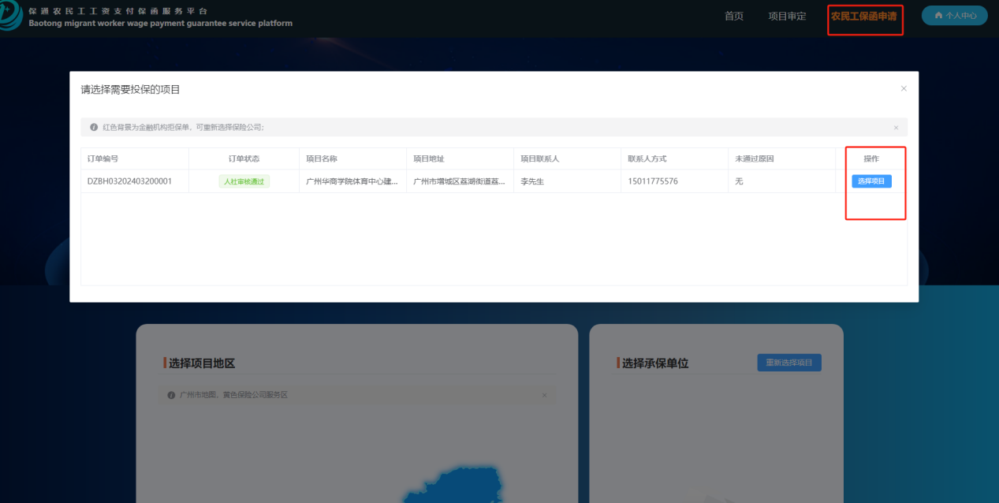 保通农民工工资支付保函服务平台
Baotong migrant worker wage payment guarantee service platform
首页 项目审定 农民工保函申请 个人中心
请选择需要投保的项目
红色背景为金融机构拒保单，可重新选择保险公司;
订单编号 订单状态 项目名称 项目地址 项目联系人 联系人方式 未通过原因 操作
DZBH03202403200001 人社审核通过 广州华商学院体育中心建... 广州市增城区荔湖街道荔... 李先生 15011775576 无 选择项目
选择项目地区
选择承保单位 重新选择项目
广州市地图，黄色保险公司服务区